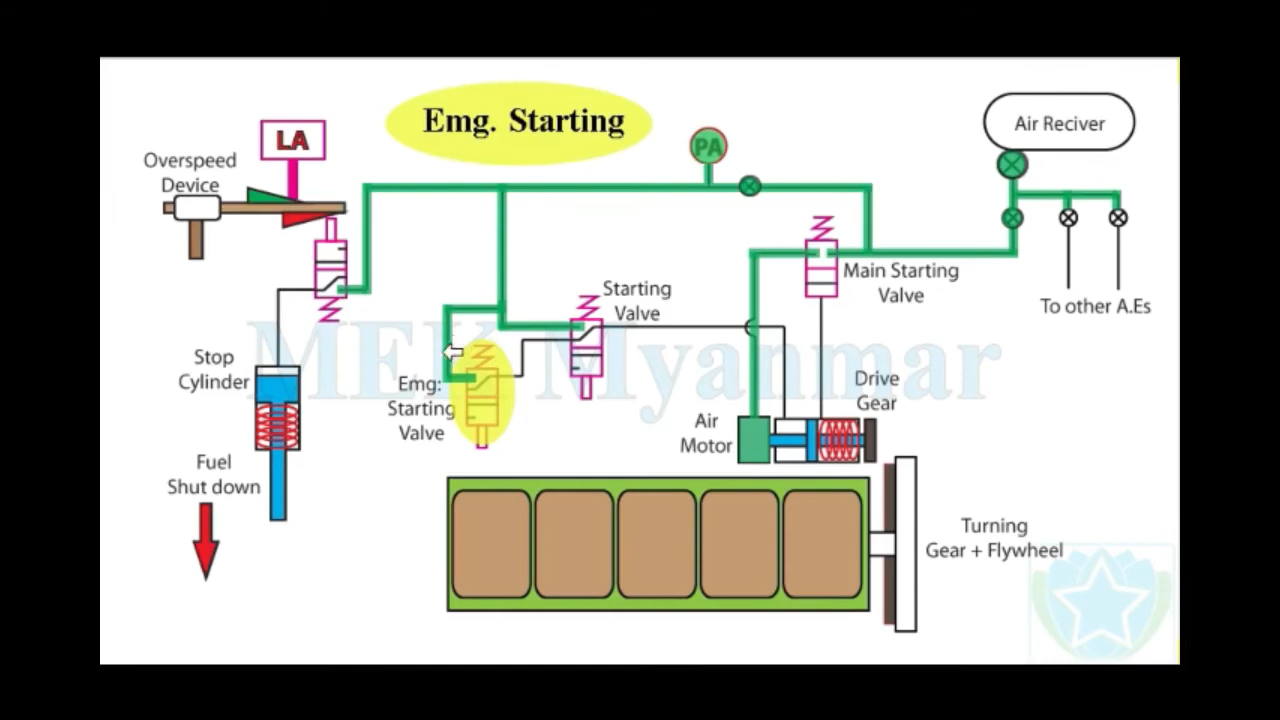 Emg. Starting
LA
Overspeed
Device
PA
Air Reciver
Main Starting
Valve
To other A.Es
Starting
Valve
MEK Myanmar
Stop
Cylinder
Emg:
Starting
Valve
Drive
Gear
Air
Motor
Fuel
Shut down
Turning
Gear + Flywheel